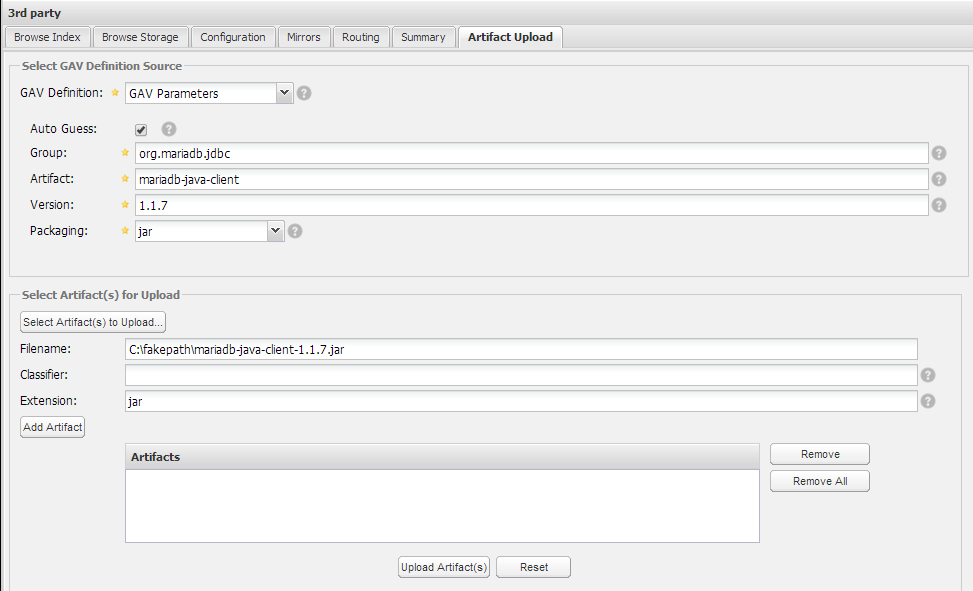 3rd party
Browse Index Browse Storage Configuration Mirrors Routing Summary Artifact Upload
Select GAV Definition Source
GAV Definition: GAV Parameters ?
Auto Guess: ?
Group: org.mariadb.jdbc ?
Artifact: mariadb-java-client ?
Version: 1.1.7 ?
Packaging: jar ?
Select Artifact(s) for Upload
Select Artifact(s) to Upload...
Filename: C:\fakepath\mariadb-java-client-1.1.7.jar
Classifier: ?
Extension: jar ?
Add Artifact
Artifacts
Remove
Remove All
Upload Artifact(s) Reset